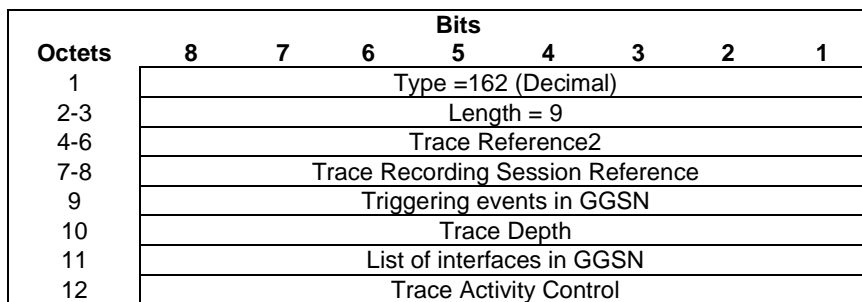 Bits
Octets 8 7 6 5 4 3 2 1
1 Type =162 (Decimal)
2-3 Length = 9
4-6 Trace Reference2
7-8 Trace Recording Session Reference
9 Triggering events in GGSN
10 Trace Depth
11 List of interfaces in GGSN
12 Trace Activity Control